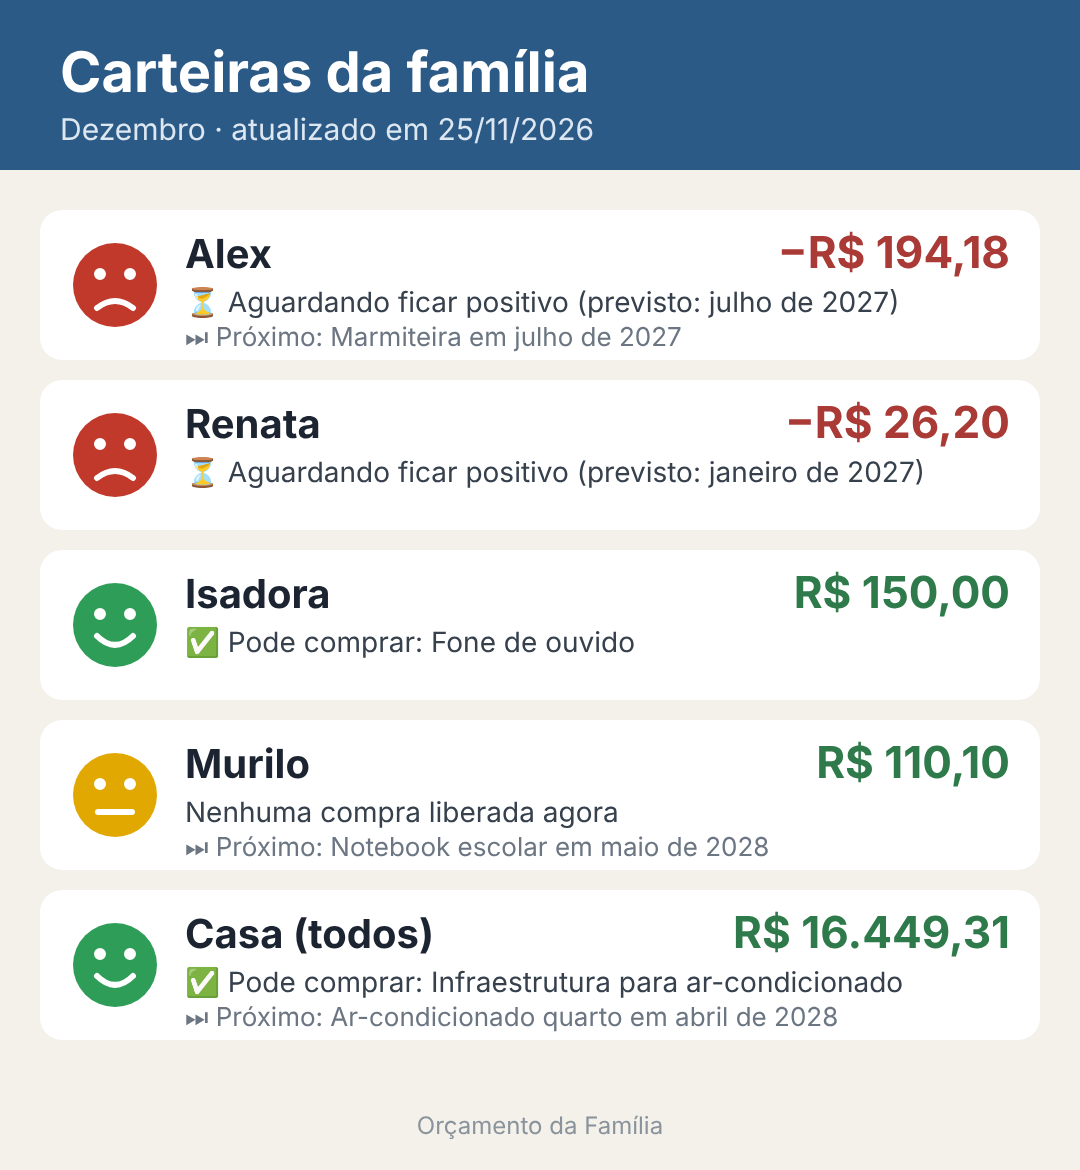 Carteiras da família
Dezembro · atualizado em 25/11/2026
Alex
−R$ 194,18
⏳ Aguardando ficar positivo (previsto: julho de 2027)
⏭ Próximo: Marmiteira em julho de 2027
Renata
−R$ 26,20
⏳ Aguardando ficar positivo (previsto: janeiro de 2027)
Isadora
R$ 150,00
✅ Pode comprar: Fone de ouvido
Murilo
R$ 110,10
Nenhuma compra liberada agora
⏭ Próximo: Notebook escolar em maio de 2028
Casa (todos)
R$ 16.449,31
✅ Pode comprar: Infraestrutura para ar-condicionado
⏭ Próximo: Ar-condicionado quarto em abril de 2028
Orçamento da Família